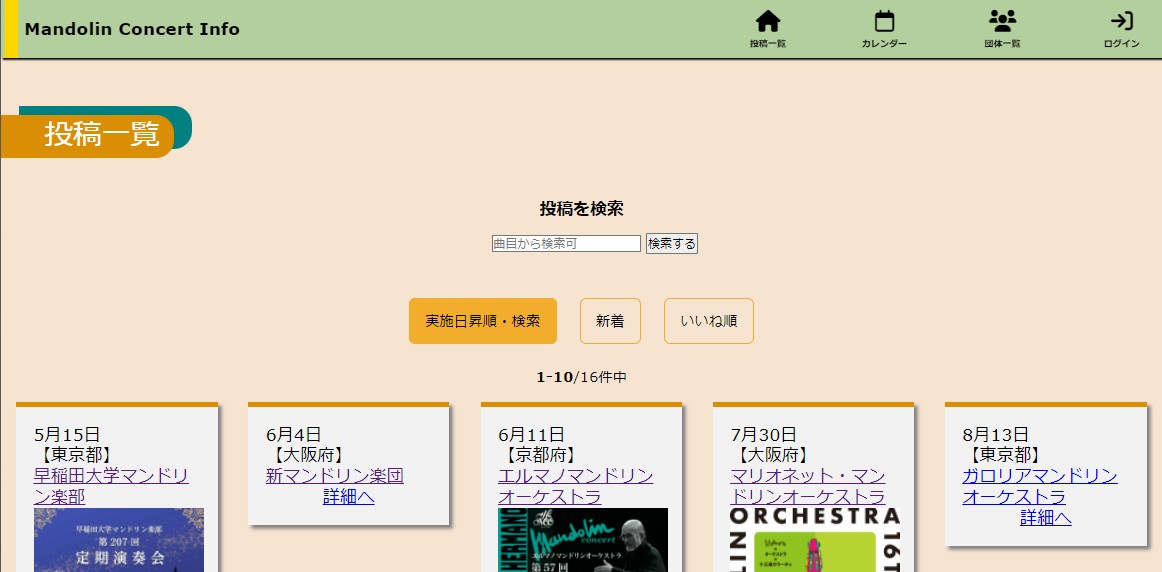 Mandolin Concert Info
投稿一覧
カレンダー
団体一覧
ログイン
投稿一覧
投稿を検索
曲目から検索可
検索する
実施日昇順・検索
新着
いいね順
1-10/16件中
5月15日
【東京都】
早稲田大学マンドリ
ン楽部
早稲田大学マンドリン楽部
第207回
定期演奏会
6月4日
【大阪府】
新マンドリン楽団
詳細へ
6月11日
【京都府】
エルマノマンドリン
オーケストラ
HERMANO
Mandolin
concert
エルマノマンドリンオーケストラ
第57回
7月30日
【大阪府】
マリオネット・マン
ドリンオーケストラ
ORCHESTRA
LIN
16T
8月13日
【東京都】
ガロリアマンドリン
オーケストラ
詳細へ